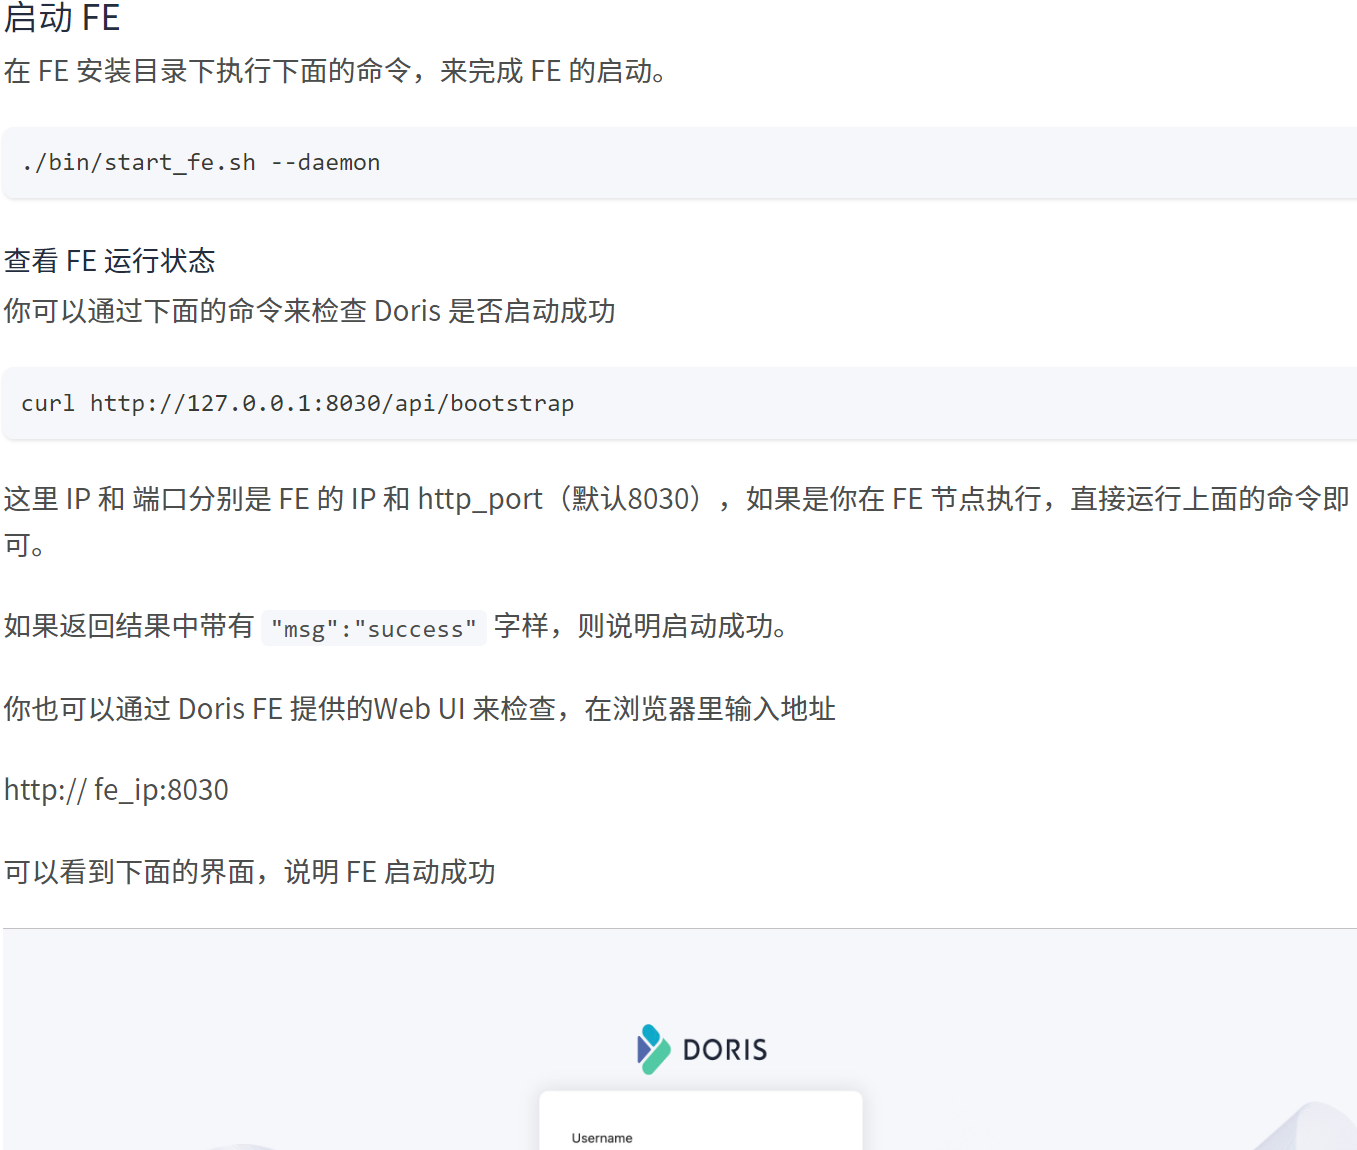 启动 FE
在 FE 安装目录下执行下面的命令，来完成 FE 的启动。
./bin/start_fe.sh --daemon
查看 FE 运行状态
你可以通过下面的命令来检查 Doris 是否启动成功
curl http://127.0.0.1:8030/api/bootstrap
这里 IP 和 端口分别是 FE 的 IP 和 http_port（默认8030），如果是你在 FE 节点执行，直接运行上面的命令即
可。
如果返回结果中带有 "msg":"success" 字样，则说明启动成功。
你也可以通过 Doris FE 提供的Web UI 来检查，在浏览器里输入地址
http:// fe_ip:8030
可以看到下面的界面，说明 FE 启动成功
DORIS
Username